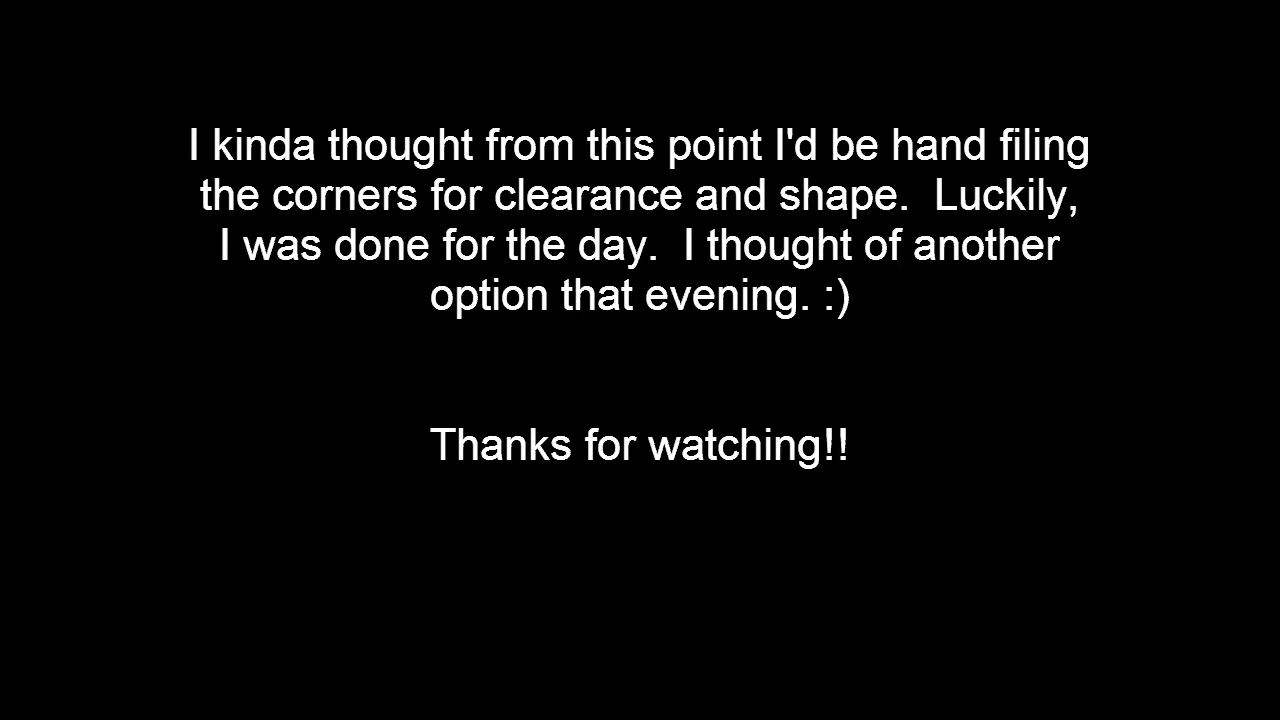 I kinda thought from this point I'd be hand filing
the corners for clearance and shape.  Luckily,
I was done for the day.  I thought of another
option that evening. :)
Thanks for watching!!